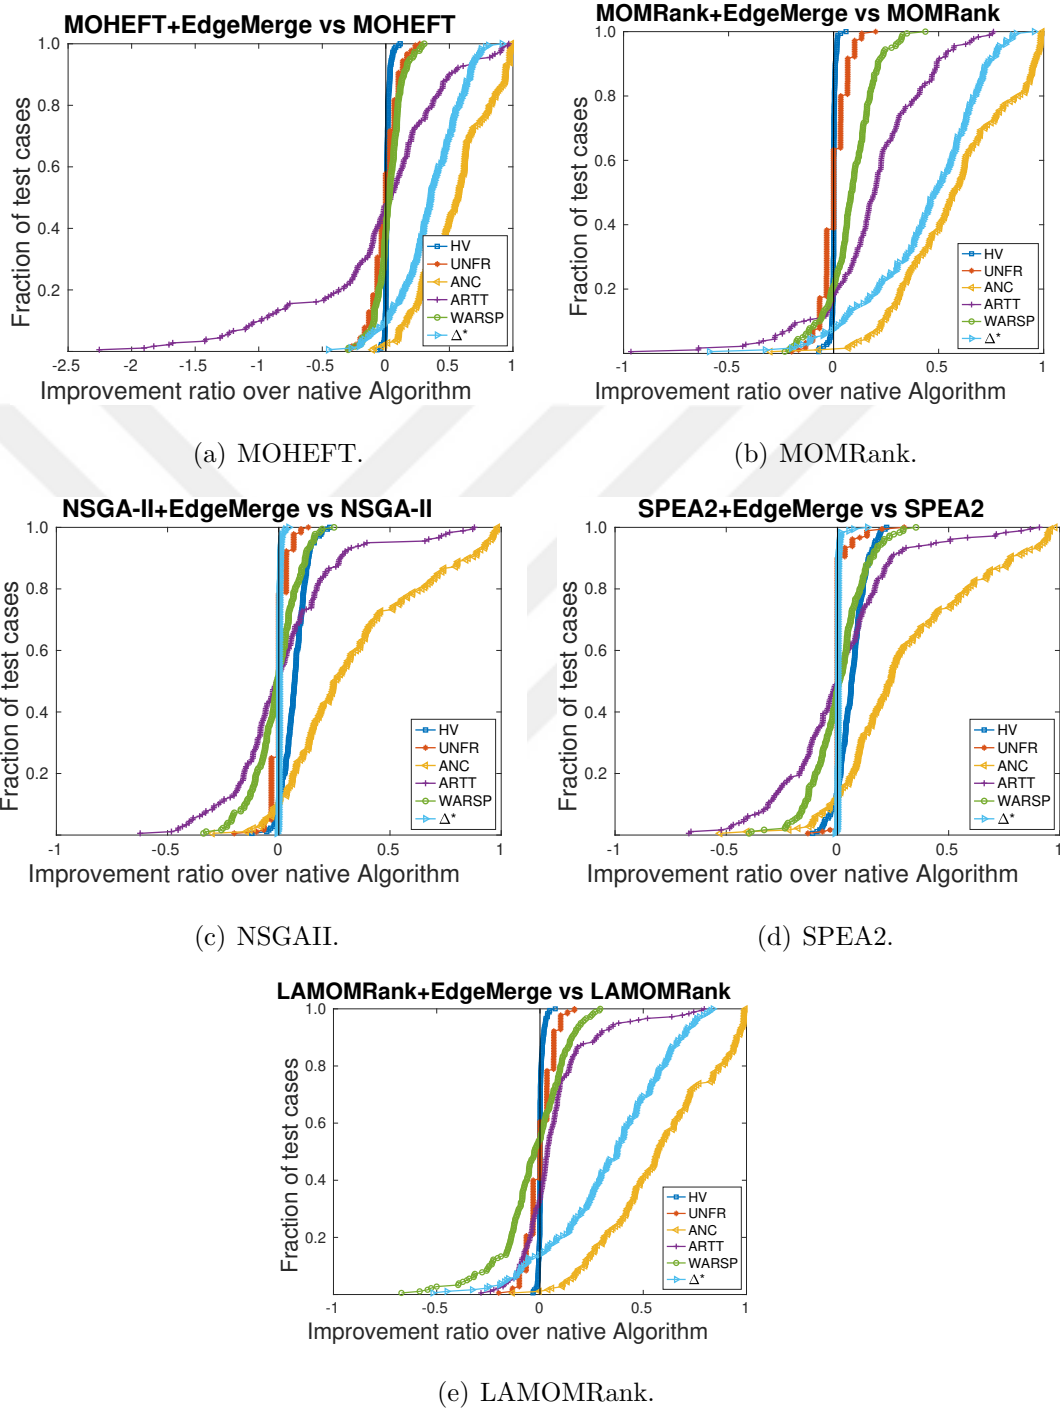 MOHEFT+EdgeMerge vs MOHEFT
Fraction of test cases
1.0
0.8
0.6
0.4
0.2
HV
UNFR
ANC
ARTT
WARSP
Δ*
-2.5 -2 -1.5 -1 -0.5 0 0.5 1
Improvement ratio over native Algorithm
(a) MOHEFT.
MOMRank+EdgeMerge vs MOMRank
Fraction of test cases
1.0
0.8
0.6
0.4
0.2
HV
UNFR
ANC
ARTT
WARSP
Δ*
-1 -0.5 0 0.5 1
Improvement ratio over native Algorithm
(b) MOMRank.
NSGA-II+EdgeMerge vs NSGA-II
Fraction of test cases
1.0
0.8
0.6
0.4
0.2
HV
UNFR
ANC
ARTT
WARSP
Δ*
-1 -0.5 0 0.5 1
Improvement ratio over native Algorithm
(c) NSGAII.
SPEA2+EdgeMerge vs SPEA2
Fraction of test cases
1.0
0.8
0.6
0.4
0.2
HV
UNFR
ANC
ARTT
WARSP
Δ*
-1 -0.5 0 0.5 1
Improvement ratio over native Algorithm
(d) SPEA2.
LAMOMRank+EdgeMerge vs LAMOMRank
Fraction of test cases
1.0
0.8
0.6
0.4
0.2
HV
UNFR
ANC
ARTT
WARSP
Δ*
-1 -0.5 0 0.5 1
Improvement ratio over native Algorithm
(e) LAMOMRank.